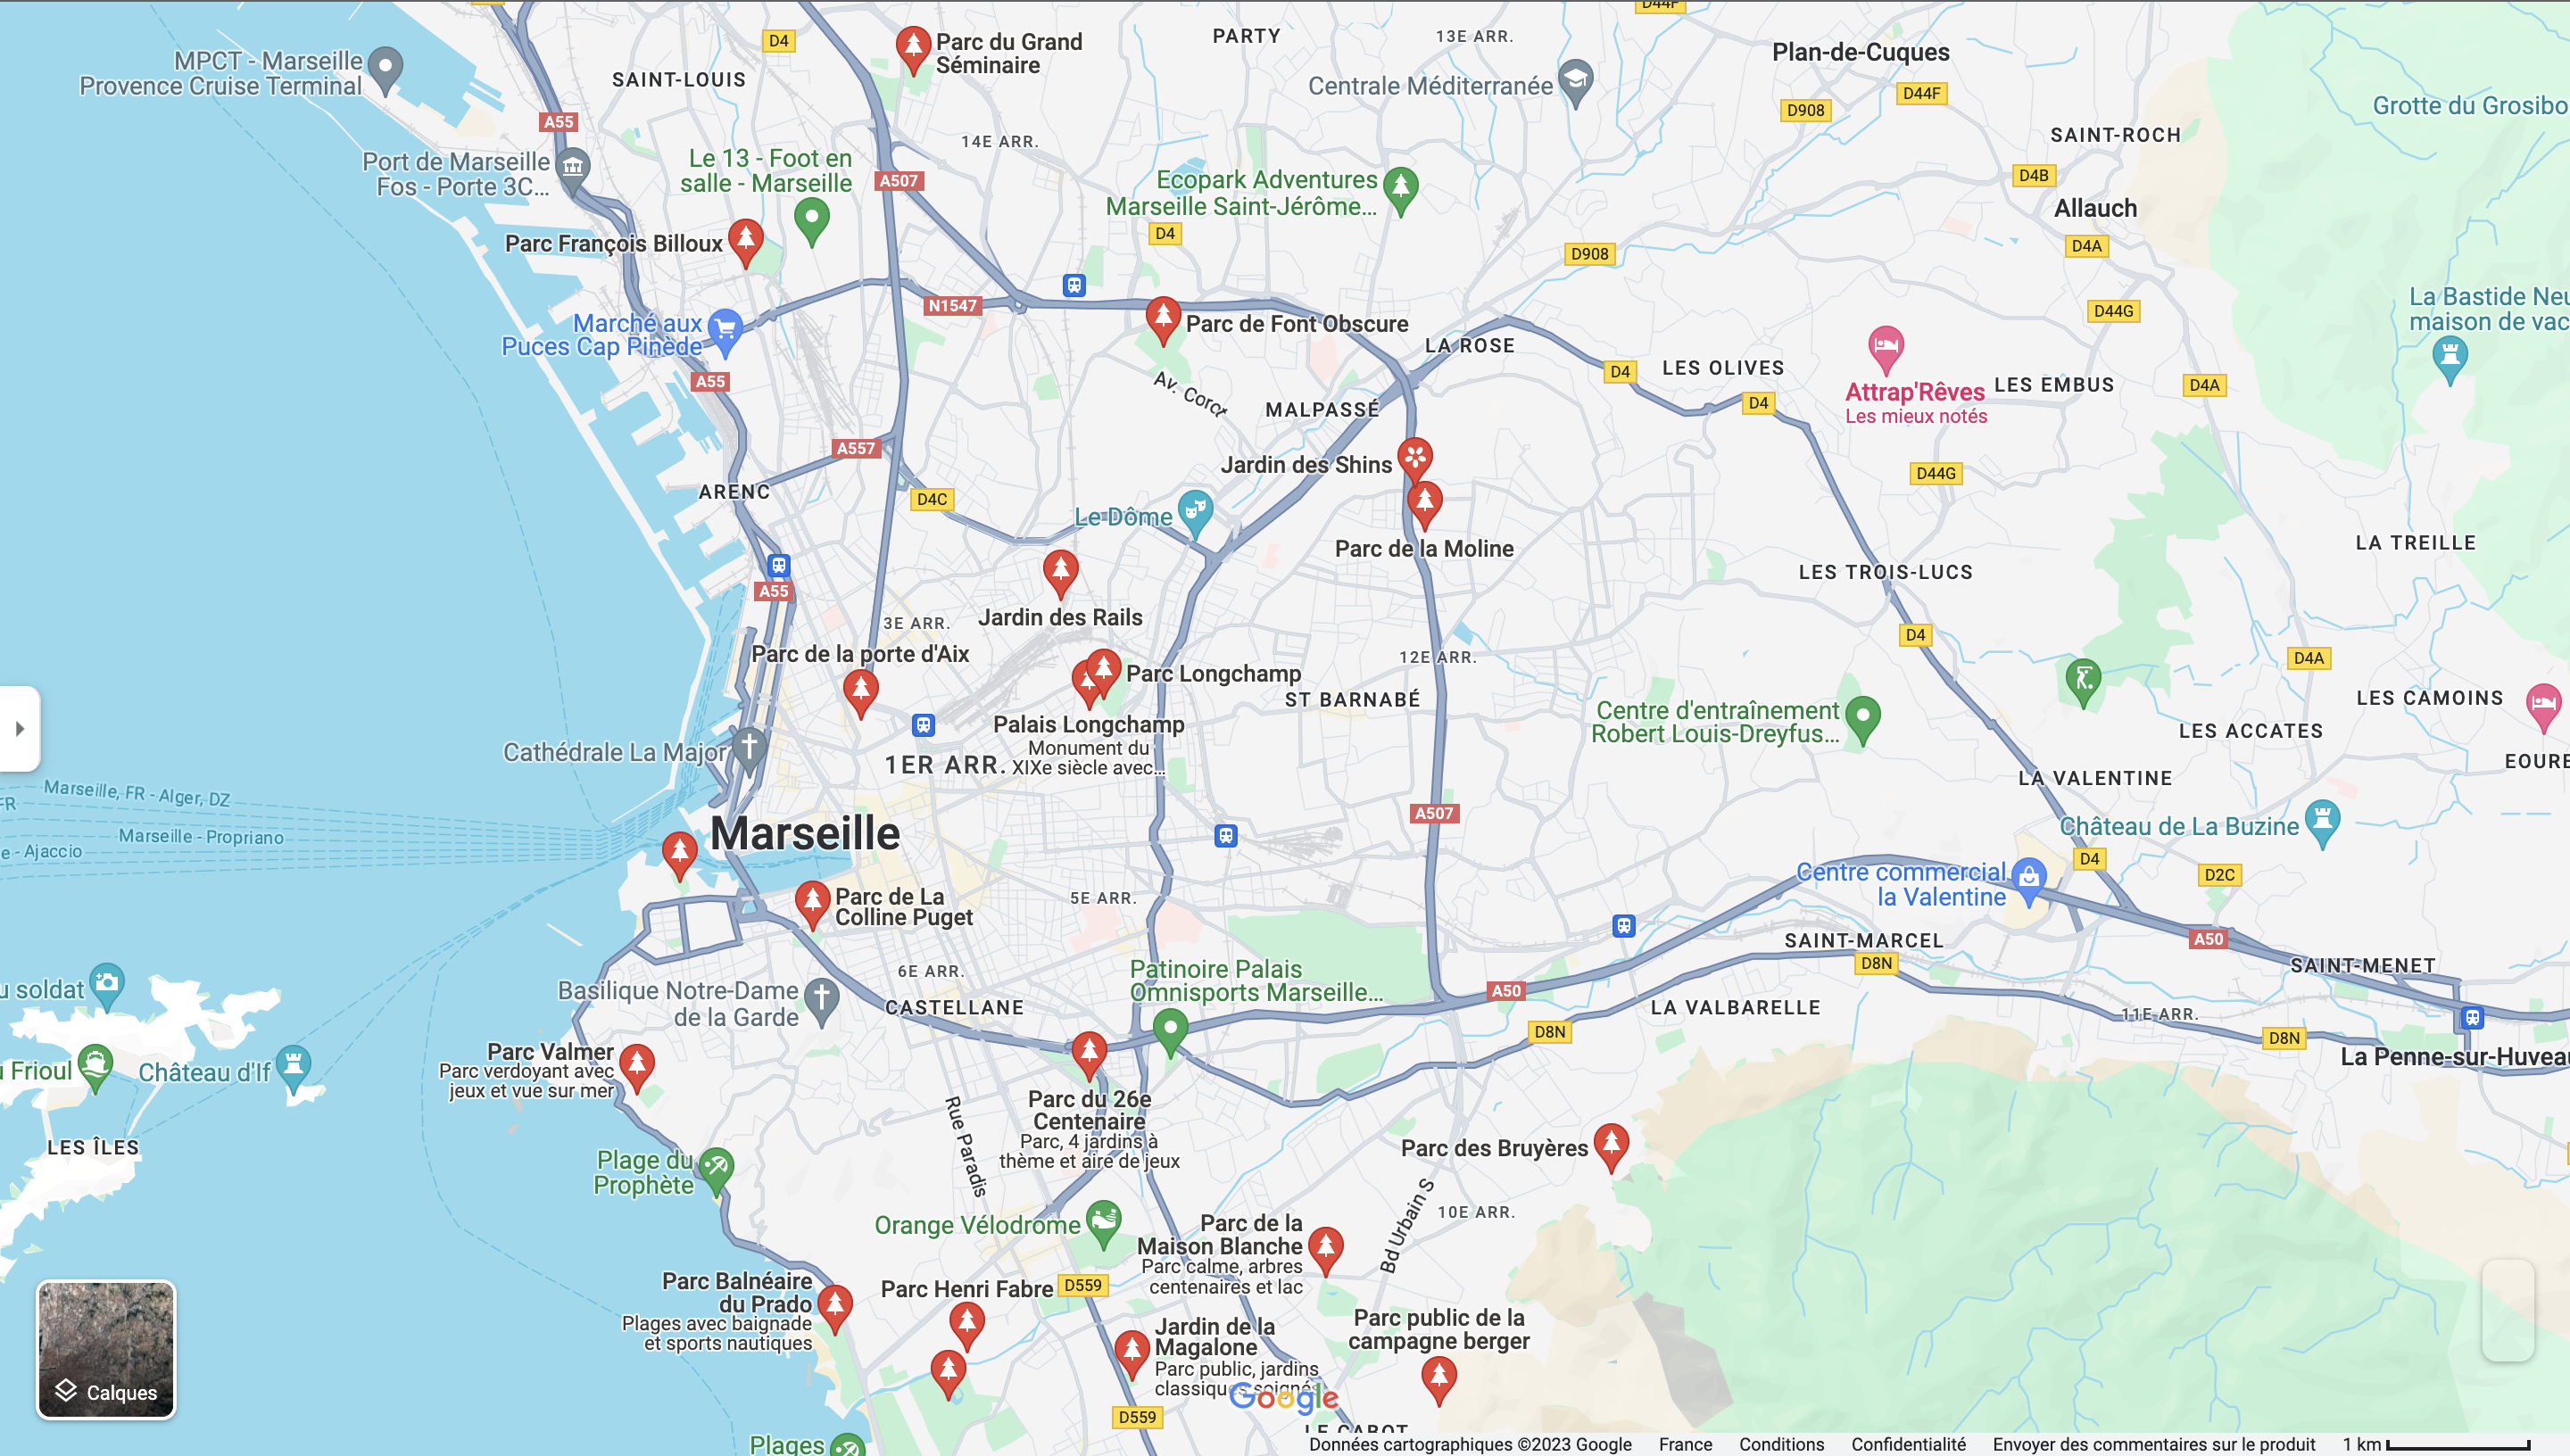 D44F
PARTY
13E ARR.
Plan-de-Cuques
Parc du Grand
Séminaire
D4
MPCT - Marseille
Provence Cruise Terminal
SAINT-LOUIS
Centrale Méditerranée
D44F
D908
Grotte du Grosibo
A55
14E ARR.
SAINT-ROCH
Port de Marseille
Fos - Porte 3C...
Le 13 - Foot en
salle - Marseille
A507
Ecopark Adventures
Marseille Saint-Jérôme...
D4B
Allauch
D4
Parc François Billoux
D908
D4A
N1547
La Bastide Neu
maison de vac
Marché aux
Puces Cap Pinède
Parc de Font Obscure
D44G
LA ROSE
A55
Av. Corot
D4
LES OLIVES
LES EMBUS
D4A
Attrap'Rêves
Les mieux notés
MALPASSÉ
D4
A557
Jardin des Shins
D44G
ARENC
D4C
Le Dôme
Parc de la Moline
LA TREILLE
LES TROIS-LUCS
A55
Jardin des Rails
3E ARR.
D4
Parc de la porte d'Aix
12E ARR.
D4A
Parc Longchamp
ST BARNABÉ
LES CAMOINS
Palais Longchamp
Monument du
XIXe siècle avec...
Centre d'entraînement
Robert Louis-Dreyfus...
LES ACCATES
Cathédrale La Major
1ER ARR.
EOURE
LA VALENTINE
Marseille, FR - Alger, DZ
FR
A507
Château de La Buzine
Marseille - Propriano
Marseille
e - Ajaccio
D4
Centre commercial
la Valentine
D2C
Parc de La
Colline Puget
5E ARR.
SAINT-MARCEL
A50
D8N
SAINT-MENET
6E ARR.
Patinoire Palais
Omnisports Marseille...
u soldat
Basilique Notre-Dame
de la Garde
CASTELLANE
A50
LA VALBARELLE
11E ARR.
D8N
D8N
Parc Valmer
Parc verdoyant avec
jeux et vue sur mer
La Penne-sur-Huveau
u Frioul
Château d'If
Parc du 26e
Centenaire
Parc, 4 jardins à
thème et aire de jeux
Rue Paradis
LES ÎLES
Parc des Bruyères
Plage du
Prophète
Orange Vélodrome
Parc de la
Maison Blanche
Parc calme, arbres
centenaires et lac
Bd Urbain S
10E ARR.
Parc Balnéaire
du Prado
Plages avec baignade
et sports nautiques
Parc Henri Fabre
D559
Jardin de la
Magalone
Parc public, jardins
classiques soignés
Parc public de la
campagne berger
Calques
Google
D559
LE CABOT
Plages
Données cartographiques ©2023 Google
France
Conditions
Confidentialité
Envoyer des commentaires sur le produit
1 km